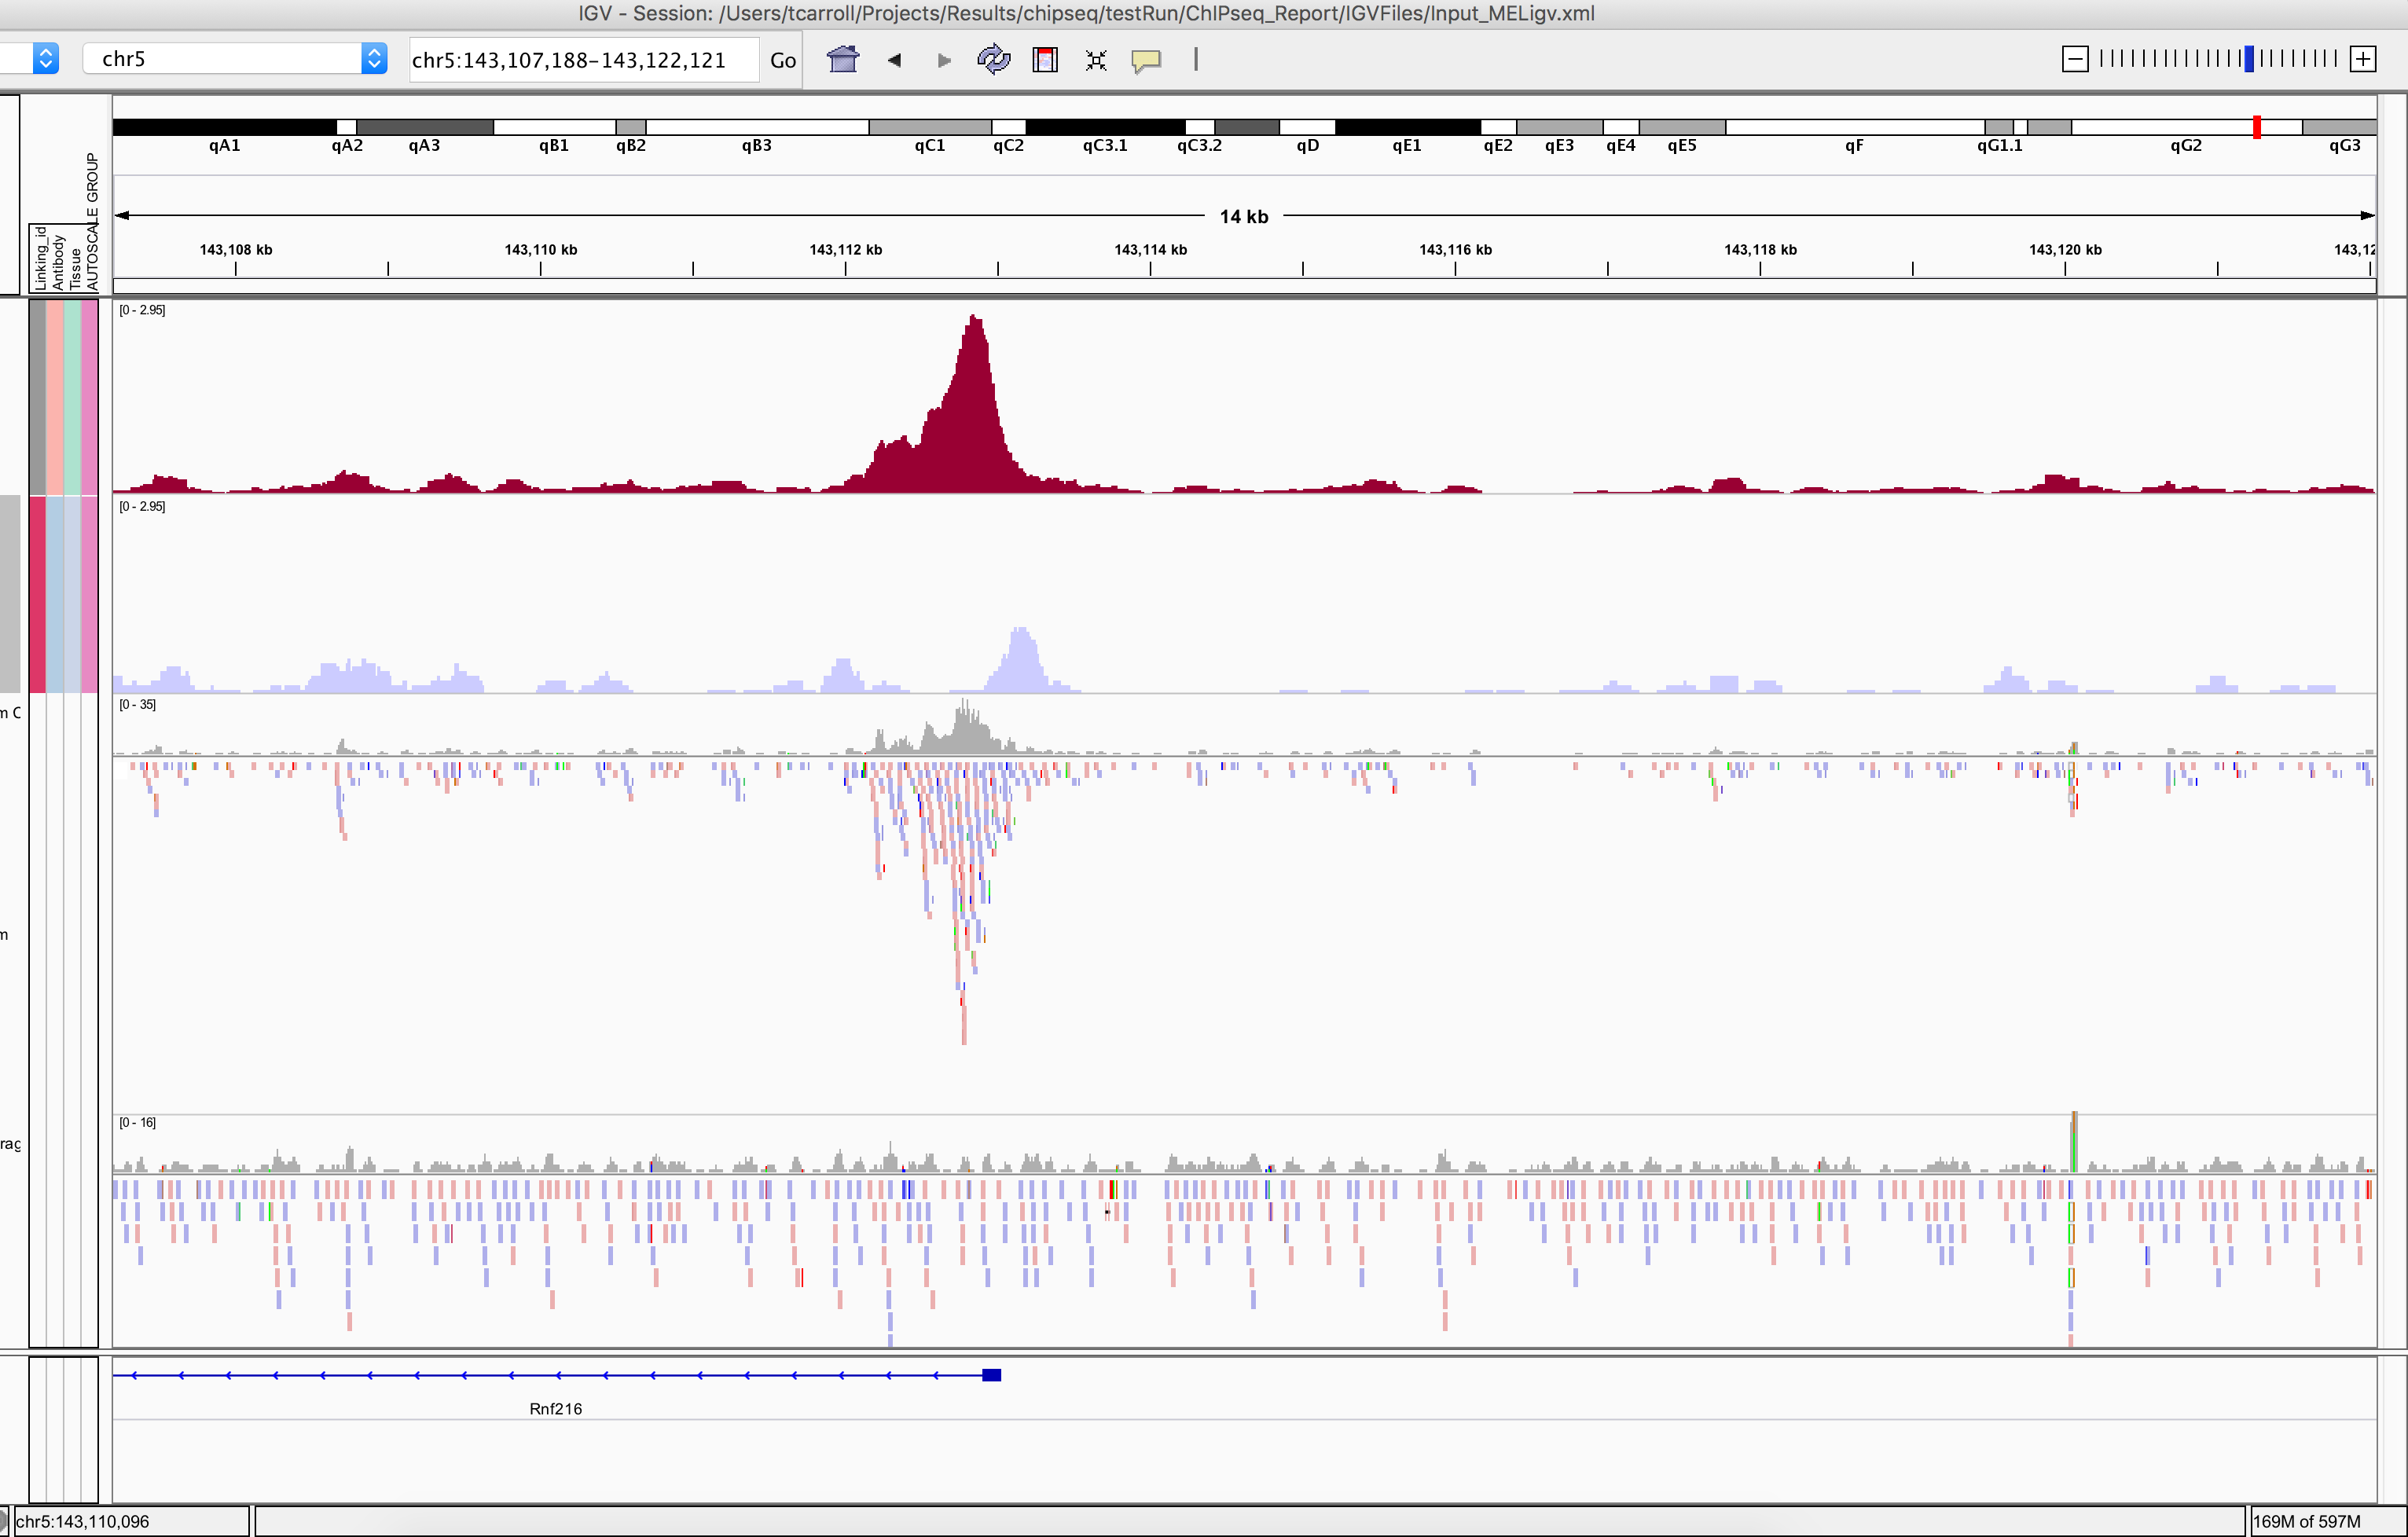 IGV - Session: /Users/tcarroll/Projects/Results/chipseq/testRun/ChIPseq_Report/IGVFiles/Input_MELigv.xml
chr5 chr5:143,107,188-143,122,121 Go
qA1 qA2 qA3 qB1 qB2 qB3 qC1 qC2 qC3.1 qC3.2 qD qE1 qE2 qE3 qE4 qE5 qF qG1.1 qG2 qG3
14 kb
143,108 kb 143,110 kb 143,112 kb 143,114 kb 143,116 kb 143,118 kb 143,120 kb 143,12
Linking_id
Antibody
Tissue
AUTOSCALE GROUP
[0 - 2.95]
[0 - 2.95]
[0 - 35]
m C
m
[0 - 16]
rag
Rnf216
chr5:143,110,096 169M of 597M